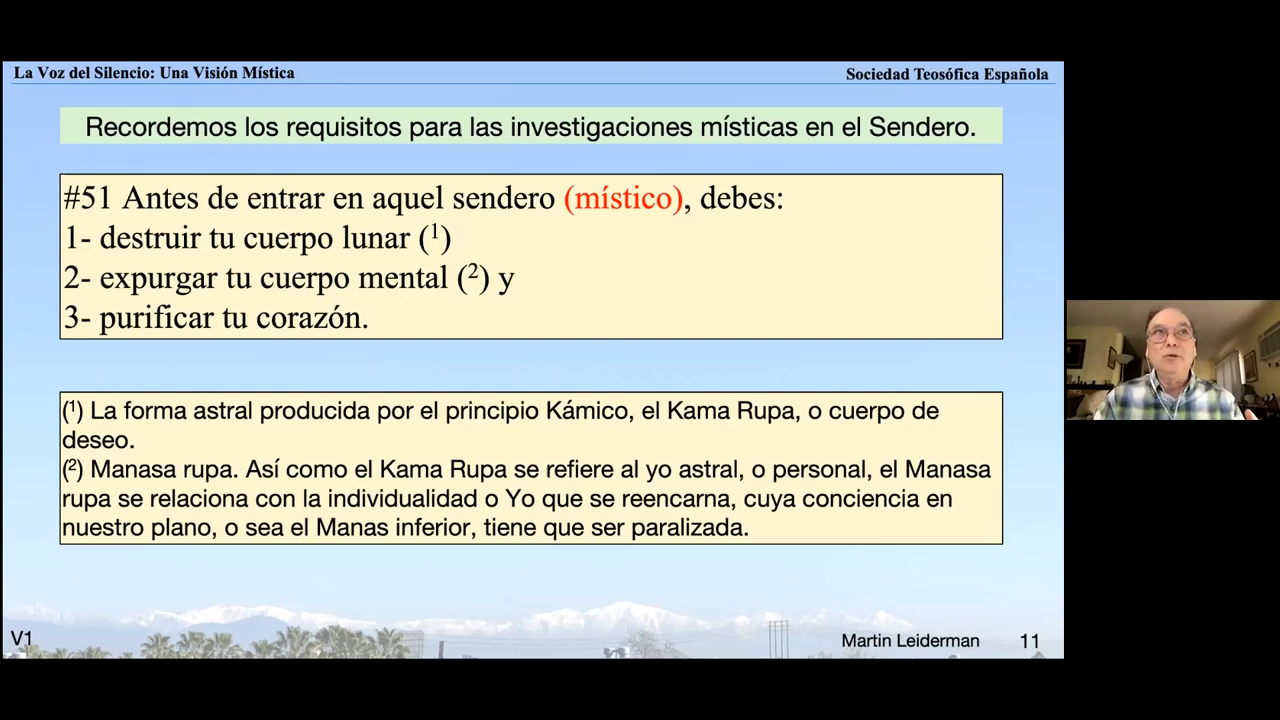 La Voz del Silencio: Una Visión Mística
Sociedad Teosófica Española
Recordemos los requisitos para las investigaciones místicas en el Sendero.
#51 Antes de entrar en aquel sendero (místico), debes:
1- destruir tu cuerpo lunar (¹)
2- expurgar tu cuerpo mental (²) y
3- purificar tu corazón.
(¹) La forma astral producida por el principio Kámico, el Kama Rupa, o cuerpo de
deseo.
(²) Manasa rupa. Así como el Kama Rupa se refiere al yo astral, o personal, el Manasa
rupa se relaciona con la individualidad o Yo que se reencarna, cuya conciencia en
nuestro plano, o sea el Manas inferior, tiene que ser paralizada.
V1
Martin Leiderman
11